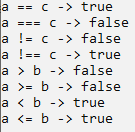 a == c -> true
a === c -> false
a != c -> false
a !== c -> true
a > b -> false
a >= b -> false
a < b -> true
a <= b -> true